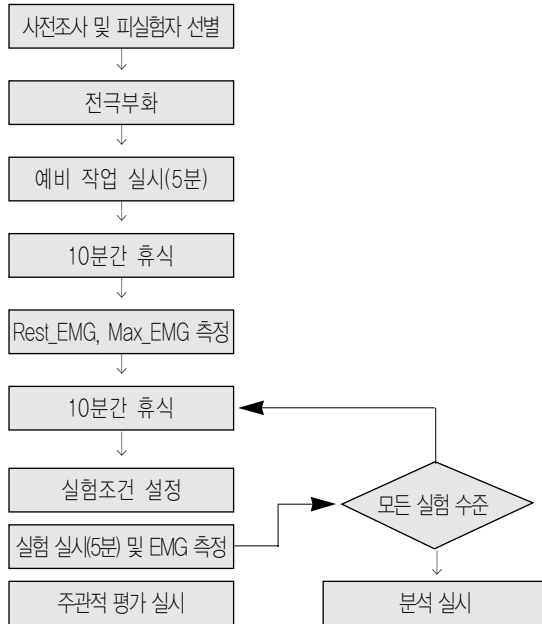 사전조사 및 피실험자 선별
전극부화
예비 작업 실시(5분)
10분간 휴식
Rest_EMG, Max_EMG 측정
10분간 휴식
실험조건 설정
모든 실험 수준
실험 실시(5분) 및 EMG 측정
주관적 평가 실시
분석 실시